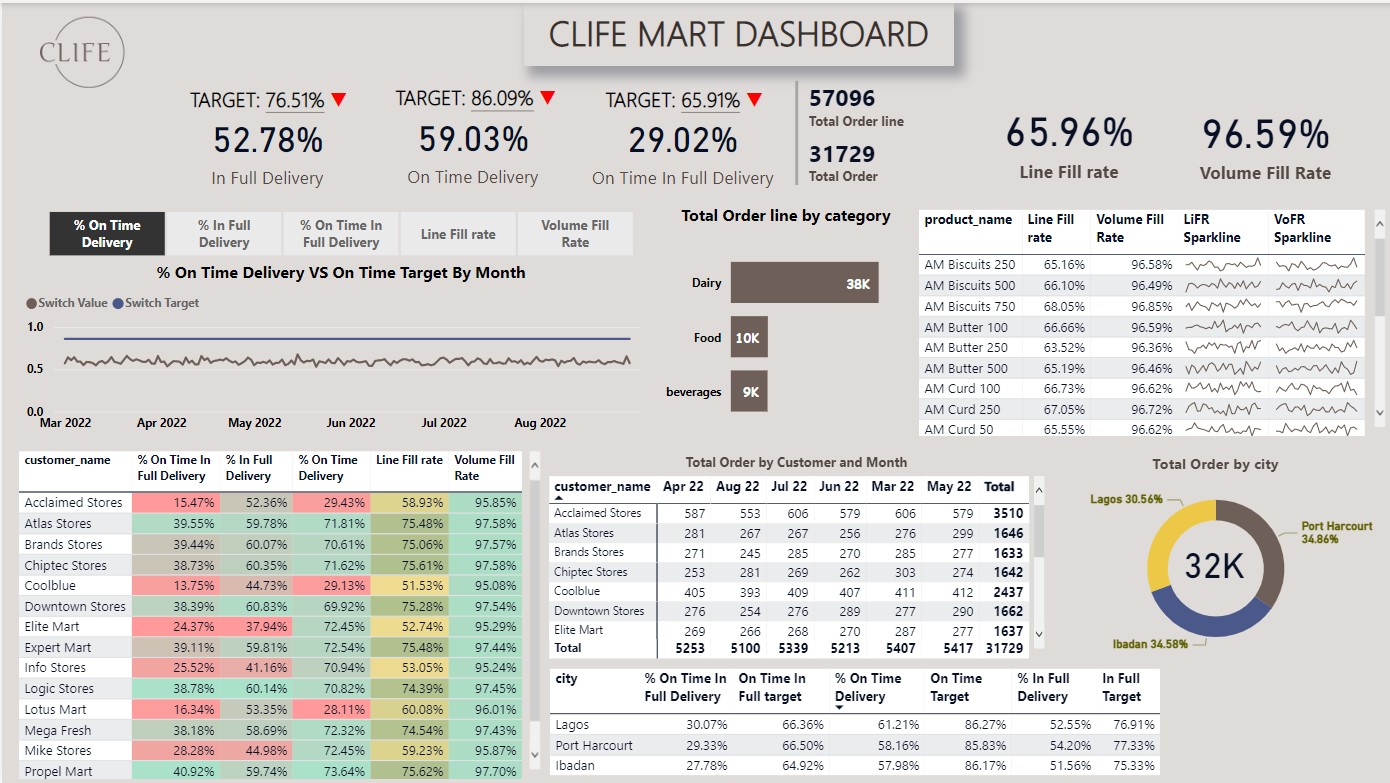 CLIFE
CLIFE MART DASHBOARD
TARGET: 76.51%
52.78%
In Full Delivery
TARGET: 86.09%
59.03%
On Time Delivery
TARGET: 65.91%
29.02%
On Time In Full Delivery
57096
Total Order line
31729
Total Order
65.96%
Line Fill rate
96.59%
Volume Fill Rate
% On Time Delivery
% In Full Delivery
% On Time In Full Delivery
Line Fill rate
Volume Fill Rate
% On Time Delivery VS On Time Target By Month
Switch Value Switch Target
1.0
0.5
0.0
Mar 2022 Apr 2022 May 2022 Jun 2022 Jul 2022 Aug 2022
Total Order line by category
Dairy 38K
Food 10K
beverages 9K
product_name Line Fill rate Volume Fill Rate LiFR Sparkline VoFR Sparkline
AM Biscuits 250 65.16% 96.58%
AM Biscuits 500 66.10% 96.49%
AM Biscuits 750 68.05% 96.85%
AM Butter 100 66.66% 96.59%
AM Butter 250 63.52% 96.36%
AM Butter 500 65.19% 96.46%
AM Curd 100 66.73% 96.62%
AM Curd 250 67.05% 96.72%
AM Curd 50 65.55% 96.62%
customer_name % On Time In Full Delivery % In Full Delivery % On Time Delivery Line Fill rate Volume Fill Rate
Acclaimed Stores 15.47% 52.36% 29.43% 58.93% 95.85%
Atlas Stores 39.55% 59.78% 71.81% 75.48% 97.58%
Brands Stores 39.44% 60.07% 70.61% 75.06% 97.57%
Chiptec Stores 38.73% 60.35% 71.62% 75.61% 97.58%
Coolblue 13.75% 44.73% 29.13% 51.53% 95.08%
Downtown Stores 38.39% 60.83% 69.92% 75.28% 97.54%
Elite Mart 24.37% 37.94% 72.45% 52.74% 95.29%
Expert Mart 39.11% 59.81% 72.54% 75.48% 97.44%
Info Stores 25.52% 41.16% 70.94% 53.05% 95.24%
Logic Stores 38.78% 60.14% 70.82% 74.39% 97.45%
Lotus Mart 16.34% 53.35% 28.11% 60.08% 96.01%
Mega Fresh 38.18% 58.69% 72.32% 74.54% 97.43%
Mike Stores 28.28% 44.98% 72.45% 59.23% 95.87%
Propel Mart 40.92% 59.74% 73.64% 75.62% 97.70%
Total Order by Customer and Month
customer_name Apr 22 Aug 22 Jul 22 Jun 22 Mar 22 May 22 Total
Acclaimed Stores 587 553 606 579 606 579 3510
Atlas Stores 281 267 267 256 276 299 1646
Brands Stores 271 245 285 270 285 277 1633
Chiptec Stores 253 281 269 262 303 274 1642
Coolblue 405 393 409 407 411 412 2437
Downtown Stores 276 254 276 289 277 290 1662
Elite Mart 269 266 268 270 287 277 1637
Total 5253 5100 5339 5213 5407 5417 31729
Total Order by city
Lagos 30.56%
Port Harcourt 34.86%
32K
Ibadan 34.58%
city % On Time In Full Delivery On Time In Full target % On Time Delivery On Time Target % In Full Delivery In Full Target
Lagos 30.07% 66.36% 61.21% 86.27% 52.55% 76.91%
Port Harcourt 29.33% 66.50% 58.16% 85.83% 54.20% 77.33%
Ibadan 27.78% 64.92% 57.98% 86.17% 51.56% 75.33%